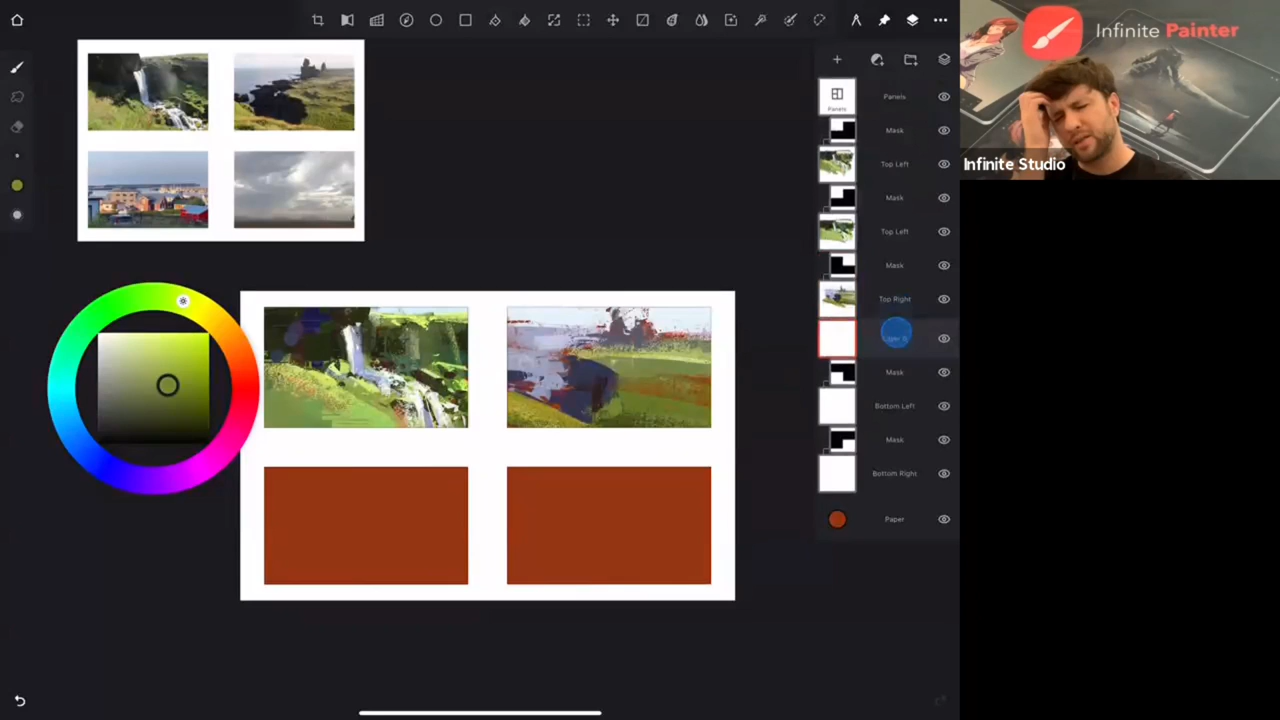 Infinite Painter
Infinite Studio
Panels
Panels
Mask
Top Left
Mask
Top Left
Mask
Top Right
Mask
Bottom Left
Mask
Bottom Right
Paper